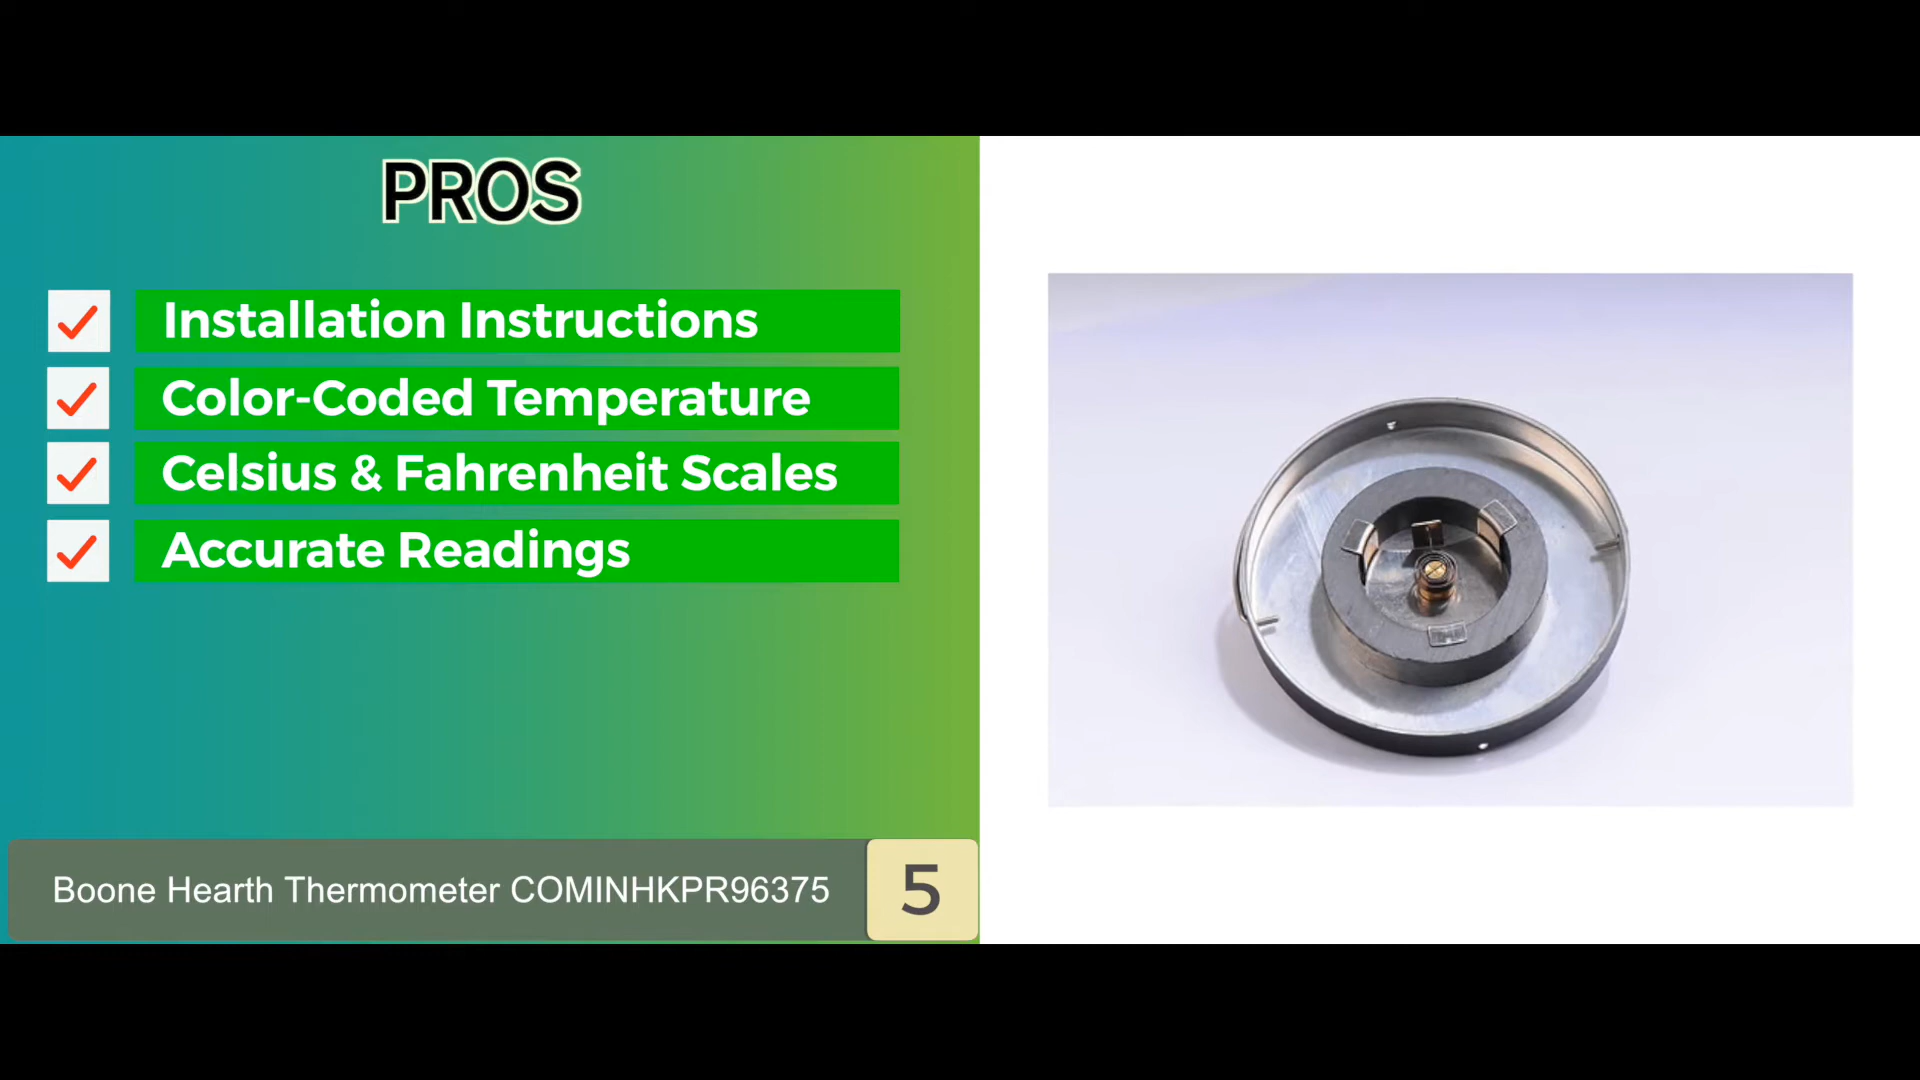 PROS
Installation Instructions
Color-Coded Temperature
Celsius & Fahrenheit Scales
Accurate Readings
Boone Hearth Thermometer COMINHKPR96375
5